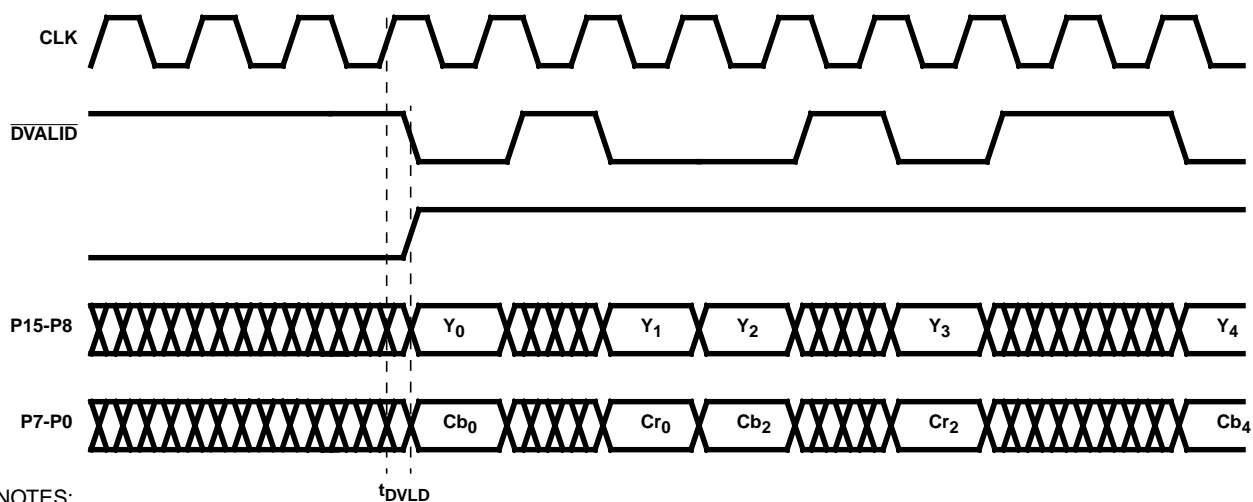 CLK
DVALID
P15-P8 Y0 Y1 Y2 Y3 Y4
P7-P0 Cb0 Cr0 Cb2 Cr2 Cb4
tDVLD
NOTES: